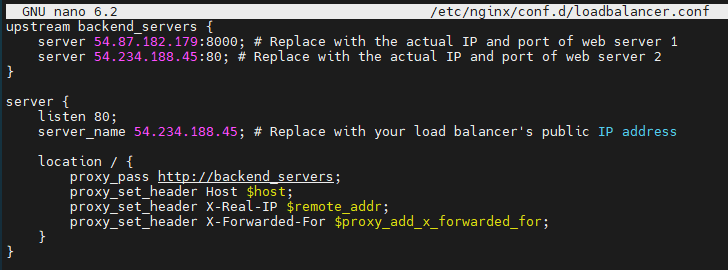 GNU nano 6.2 /etc/nginx/conf.d/loadbalancer.conf
upstream backend_servers {
    server 54.87.182.179:8000; # Replace with the actual IP and port of web server 1
    server 54.234.188.45:80; # Replace with the actual IP and port of web server 2
}
server {
    listen 80;
    server_name 54.234.188.45; # Replace with your load balancer's public IP address
    location / {
        proxy_pass http://backend_servers;
        proxy_set_header Host $host;
        proxy_set_header X-Real-IP $remote_addr;
        proxy_set_header X-Forwarded-For $proxy_add_x_forwarded_for;
    }
}